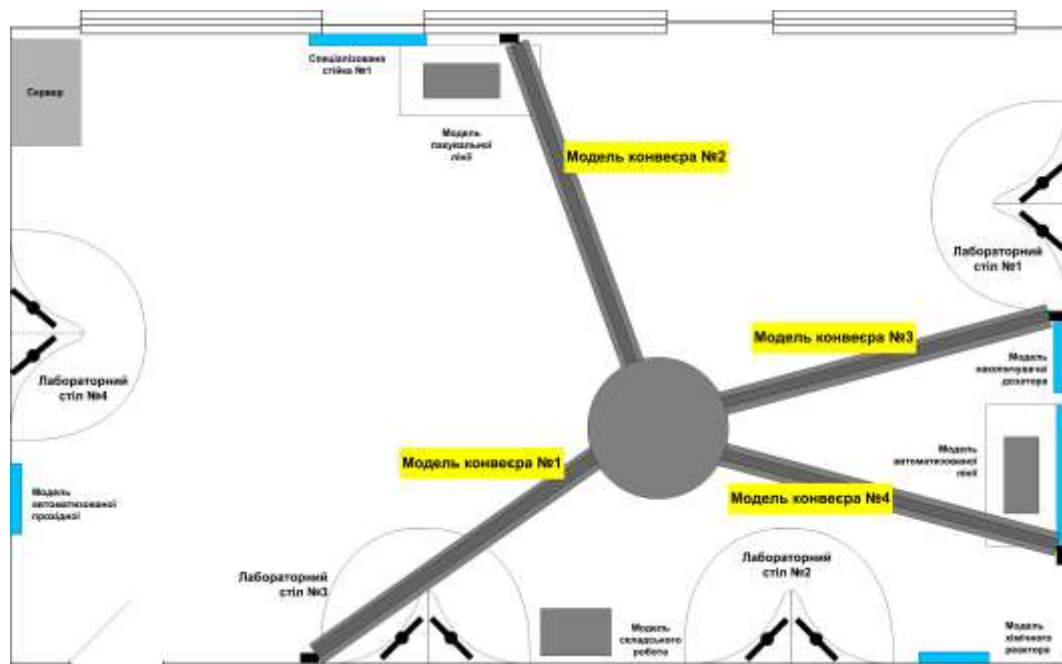 Спеціалізована
стійка №1
Сервер
Модель
пакувальної
лінії
Модель конвеєра №2
Лабораторний
стіл №1
Модель конвеєра №3
Модель
накопичувачі
дозатора
Лабораторний
стіл №4
Модель конвеєра №1
Модель
автоматизованої
лінії
Модель
автоматизованої
прохідної
Модель конвеєра №4
Лабораторний
стіл №2
Лабораторний
стіл №3
Модель
складського
робота
Модель
хімічного
реактора